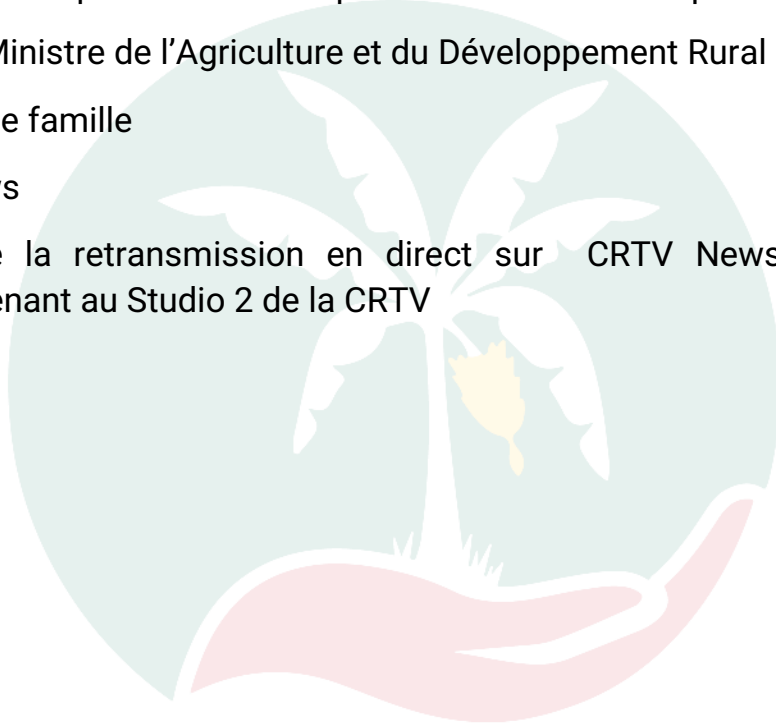 Ministre de l’Agriculture et du Développement Rural
e famille
la retransmission en direct sur CRTV News
au Studio 2 de la CRTV